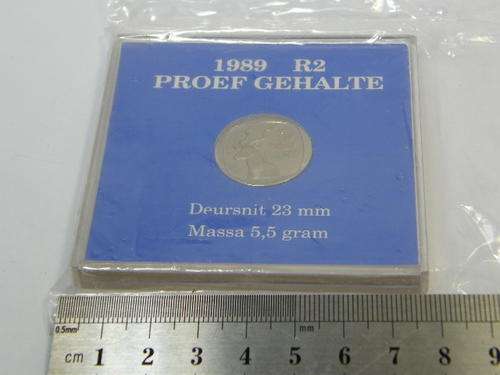 1989 R2
PROEF GEHALTE
Deursnit 23 mm
Massa 5,5 gram
0.5mm mm
cm 1 2 3 4 5 6 7 8 9